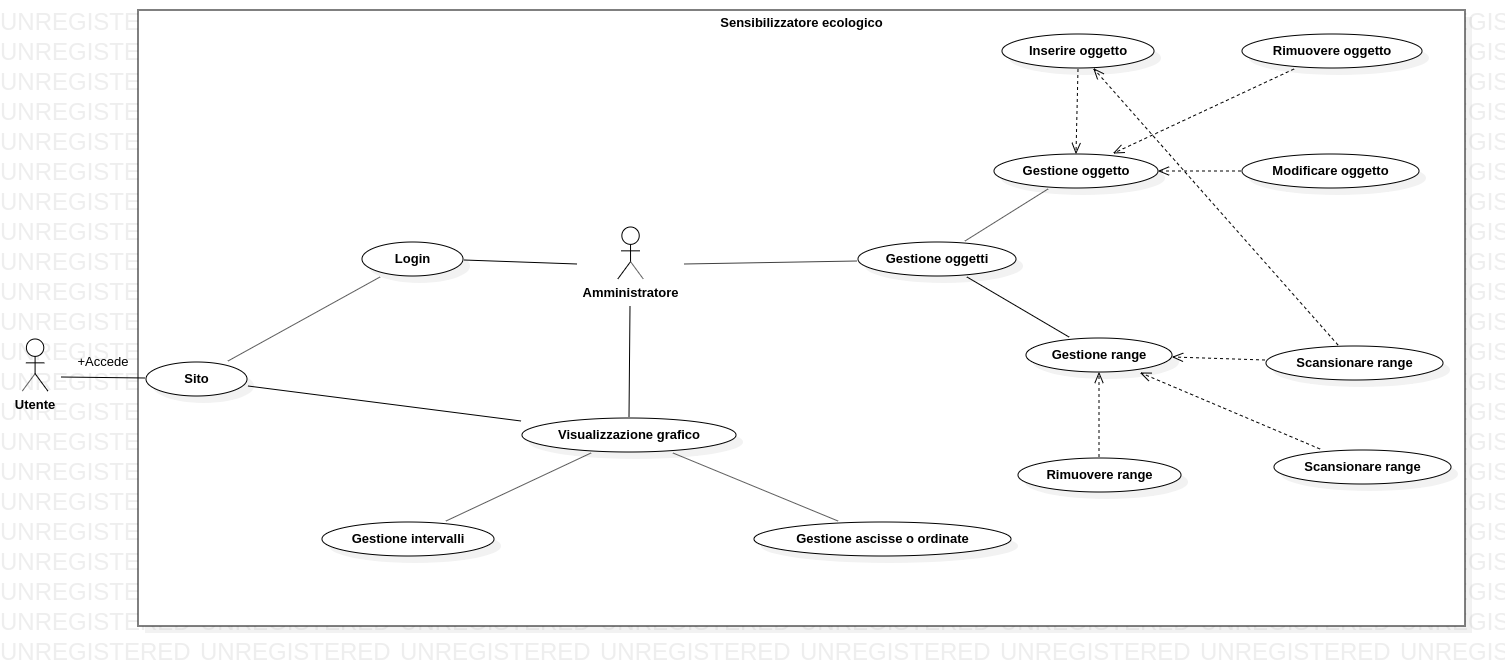 Sensibilizzatore ecologico
Inserire oggetto
Rimuovere oggetto
Gestione oggetto
Modificare oggetto
Login
Gestione oggetti
Amministratore
+Accede
Gestione range
Scansionare range
Sito
Utente
Visualizzazione grafico
Rimuovere range
Scansionare range
Gestione intervalli
Gestione ascisse o ordinate
UNREGISTERED UNREGISTERED UNREGISTERED UNREGISTERED UNREGISTERED UNREGISTERED UNREGISTERED